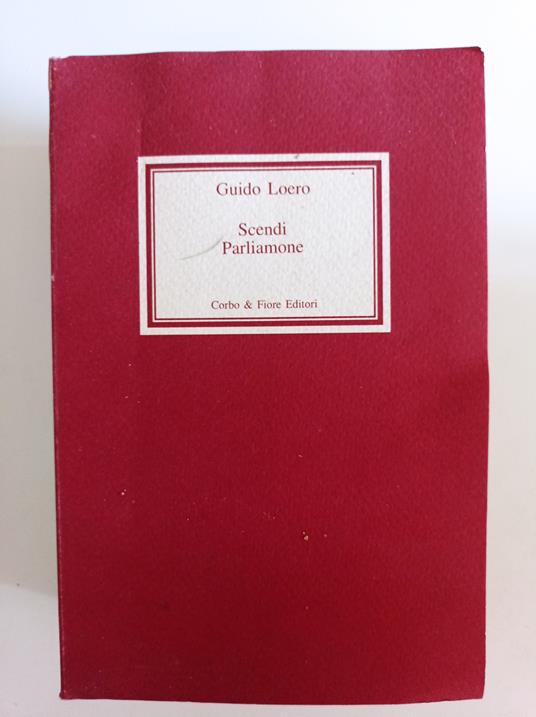 Guido Loero
Scendi
Parliamone
Corbo & Fiore Editori